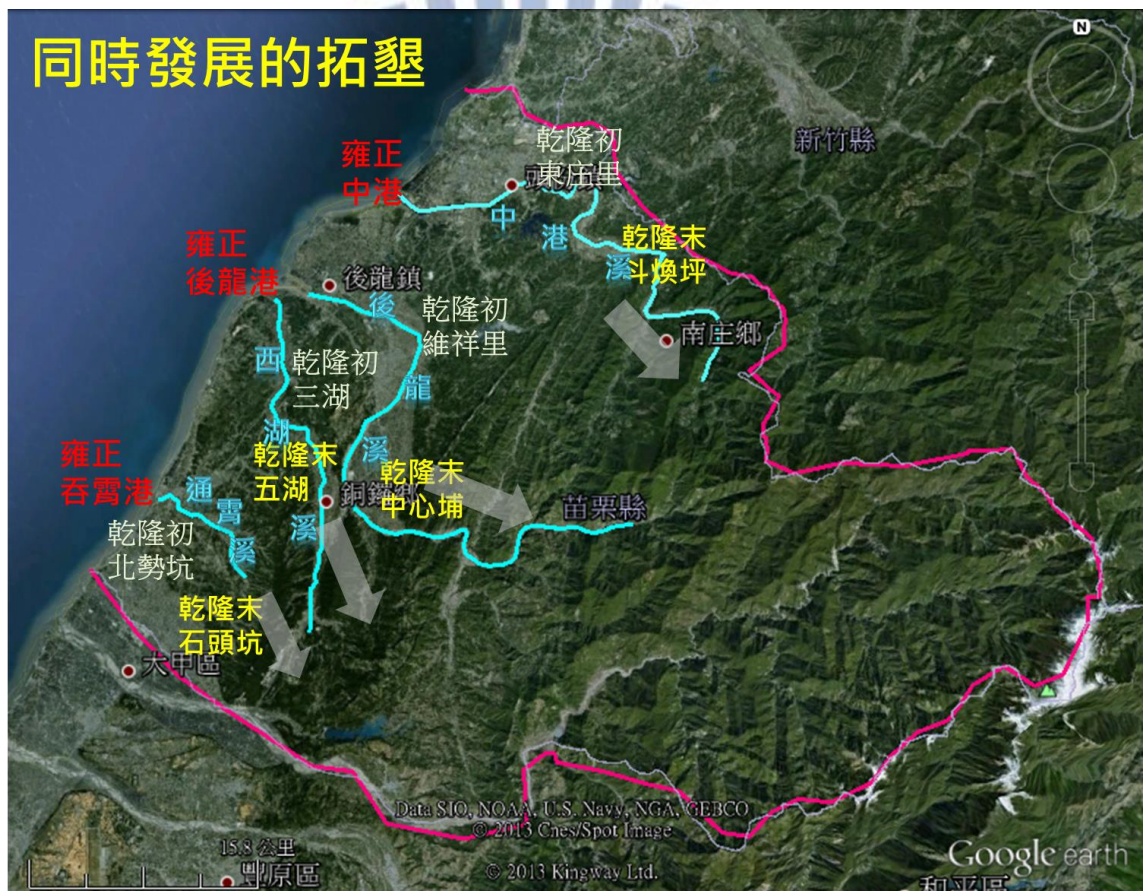 同時發展的拓墾
N
新竹縣
乾隆初
東庄里
雍正
中港
中
港
溪
乾隆末
斗煥坪
雍正
後龍港
後龍鎮
後
龍
溪
乾隆初
維祥里
南庄鄉
西
湖
溪
乾隆初
三湖
乾隆末
五湖
銅鑼鄉
乾隆末
中心埔
苗栗縣
雍正
吞霄港
通
霄
溪
乾隆初
北勢坑
乾隆末
石頭坑
大甲區
Data SIO, NOAA, U.S. Navy, NGA, GEBCO
© 2013 Cnes/Spot Image
15.8 公里
© 2013 Kingway Ltd.
Google earth
豐原區
和平區